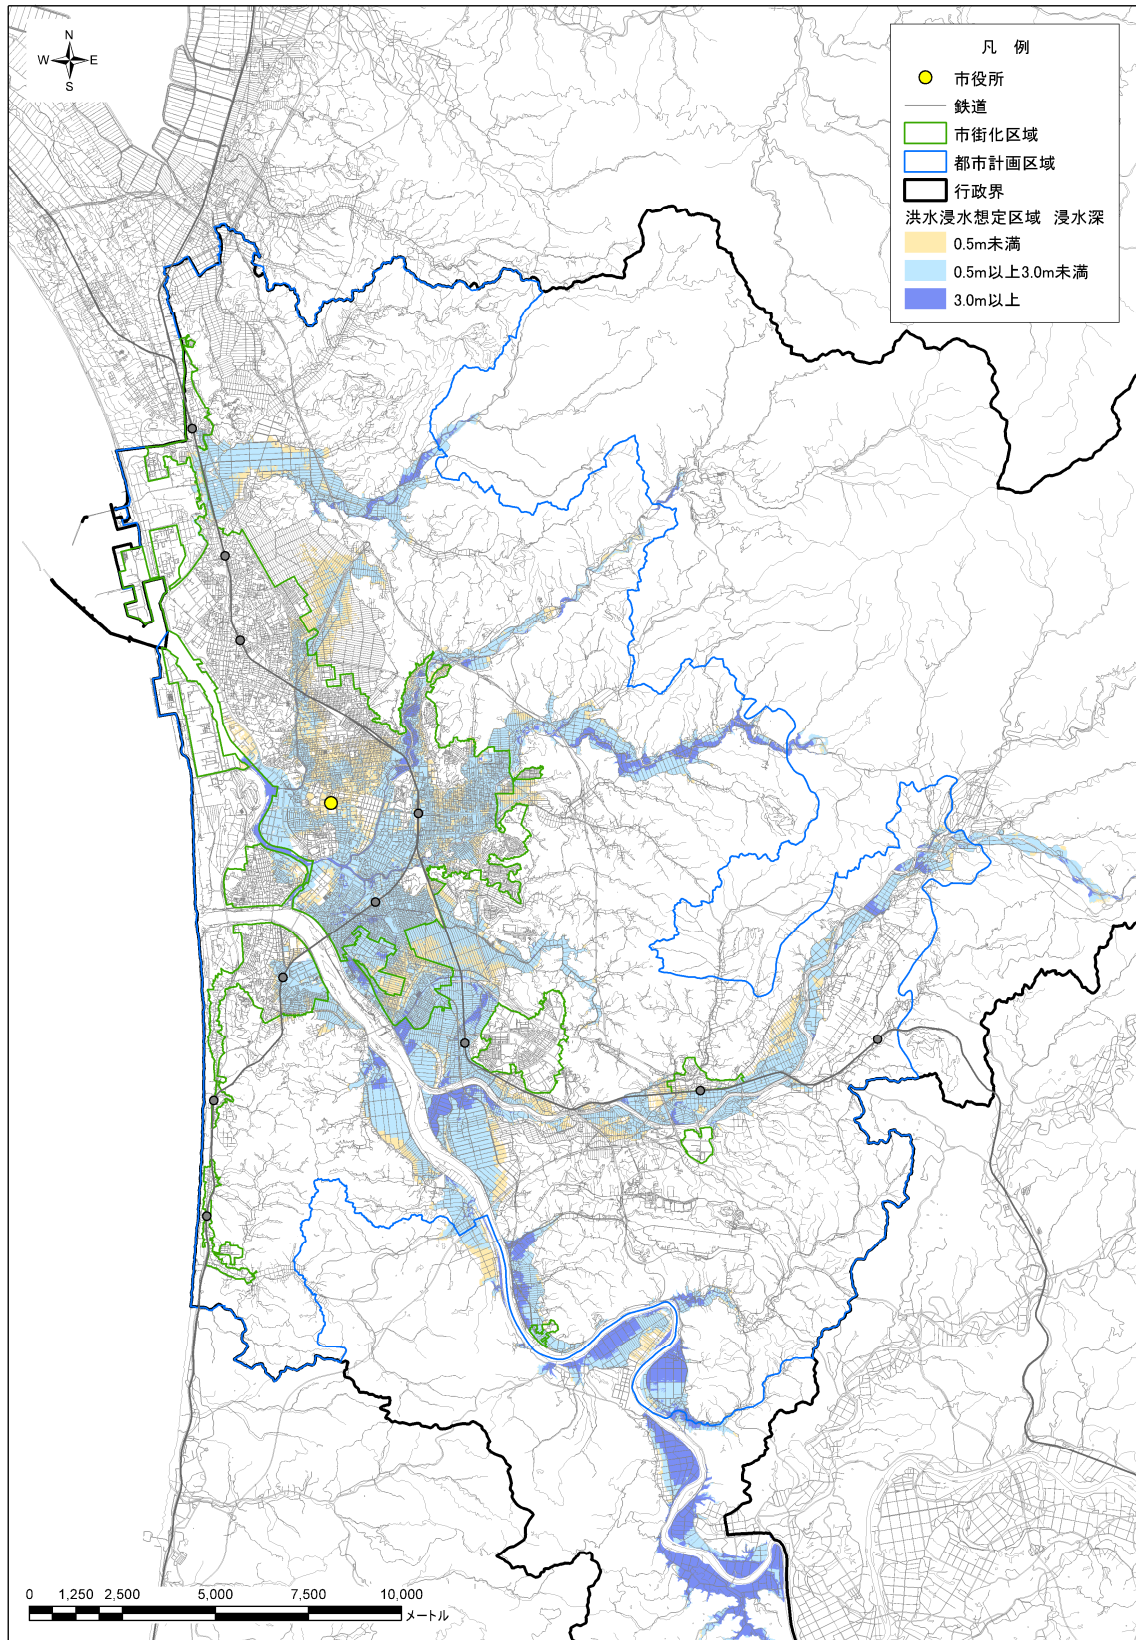 N
W E
S
凡 例
市役所
鉄道
市街化区域
都市計画区域
行政界
洪水浸水想定区域 浸水深
0.5m未満
0.5m以上3.0m未満
3.0m以上
0 1,250 2,500 5,000 7,500 10,000
メートル